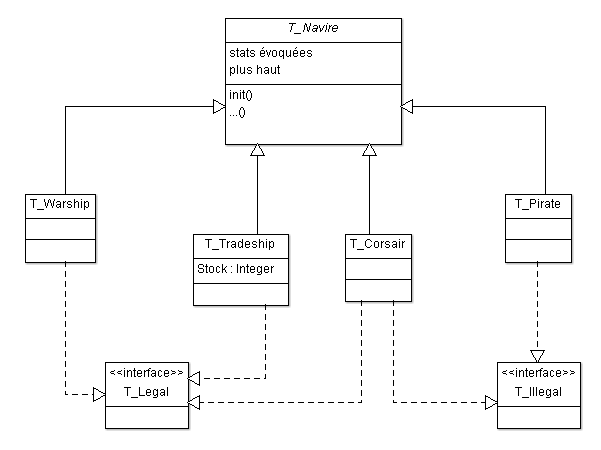 T_Navire
stats évoquées
plus haut
init()
...()
T_Warship
T_Pirate
T_Tradeship
Stock : Integer
T_Corsair
<<interface>>
T_Legal
<<interface>>
T_Illegal